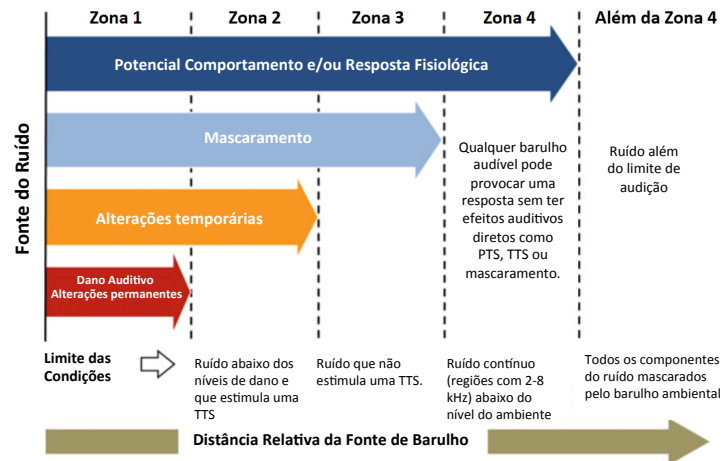 Zona 1
Zona 2
Zona 3
Zona 4
Além da Zona 4
Fonte do Ruído
Potencial Comportamento e/ou Resposta Fisiológica
Mascaramento
Alterações temporárias
Dano Auditivo
Alterações permanentes
Qualquer barulho
audível pode
provocar uma
resposta sem ter
efeitos auditivos
diretos como
PTS, TTS ou
mascaramento.
Ruído além
do limite de
audição
Limite das
Condições
Ruído abaixo dos
níveis de dano e
que estimula uma
TTS
Ruído que não
estimula uma TTS.
Ruído contínuo
(regiões com 2-8
kHz) abaixo do
nível do ambiente
Todos os componentes
do ruído mascarados
pelo barulho ambiental
Distância Relativa da Fonte de Barulho